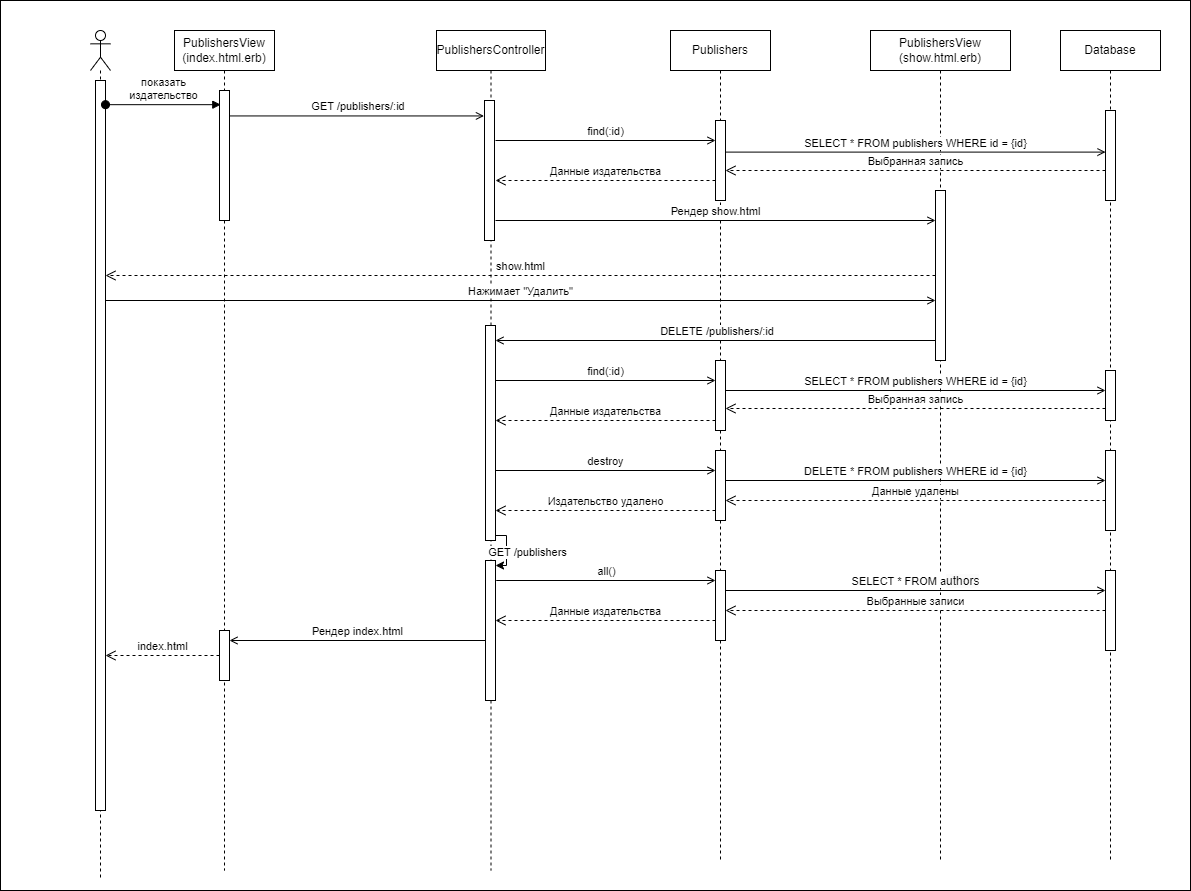 PublishersView
(index.html.erb)
PublishersController
Publishers
PublishersView
(show.html.erb)
Database
показать
издательство
GET /publishers/:id
find(:id)
SELECT * FROM publishers WHERE id = {id}
Выбранная запись
Данные издательства
Рендер show.html
show.html
Нажимает "Удалить"
DELETE /publishers/:id
find(:id)
SELECT * FROM publishers WHERE id = {id}
Выбранная запись
Данные издательства
destroy
DELETE * FROM publishers WHERE id = {id}
Данные удалены
Издательство удалено
GET /publishers
all()
SELECT * FROM authors
Выбранные записи
Данные издательства
Рендер index.html
index.html